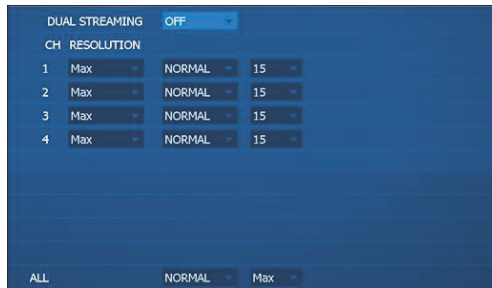 DUAL STREAMING OFF
CH RESOLUTION
1 Max NORMAL 15
2 Max NORMAL 15
3 Max NORMAL 15
4 Max NORMAL 15
ALL NORMAL Max